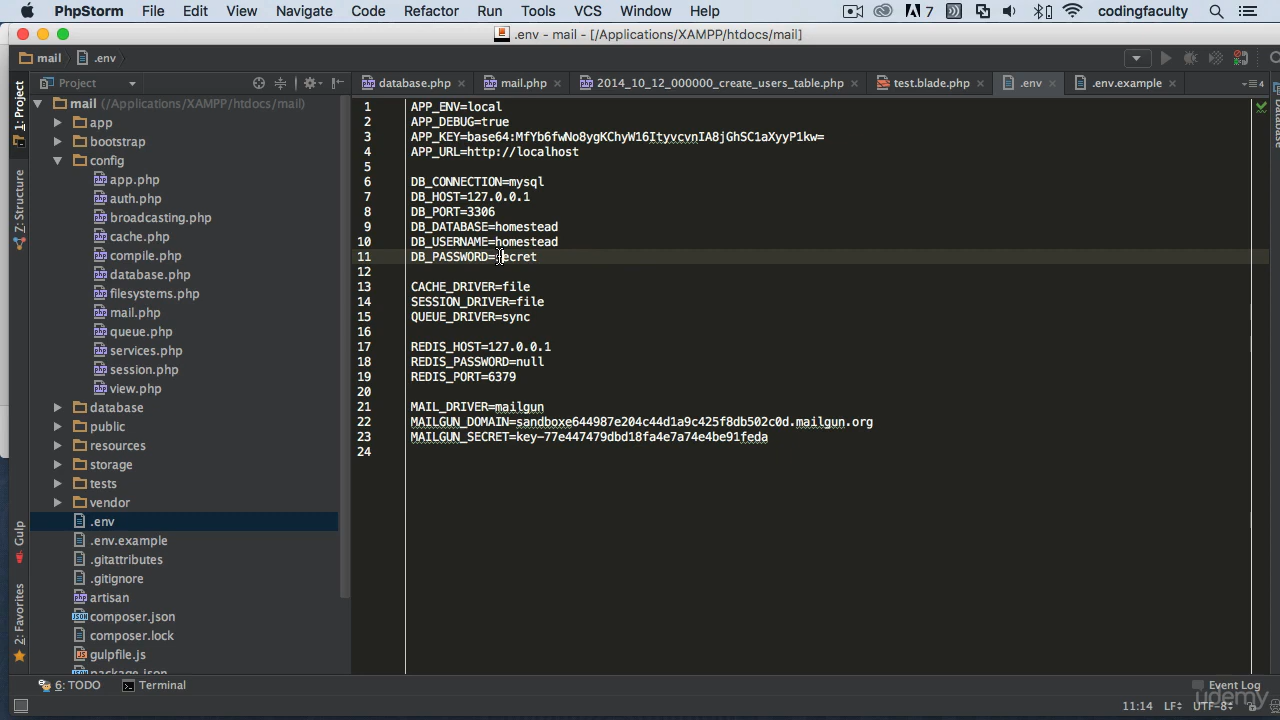 PhpStorm File Edit View Navigate Code Refactor Run Tools VCS Window Help 7 codingfaculty
.env - mail - [/Applications/XAMPP/htdocs/mail]
mail .env
Project database.php mail.php 2014_10_12_000000_create_users_table.php test.blade.php .env .env.example 4
1: Project
Z: Structure
Gulp
2: Favorites
Database
mail (/Applications/XAMPP/htdocs/mail)
app
bootstrap
config
app.php
auth.php
broadcasting.php
cache.php
compile.php
database.php
filesystems.php
mail.php
queue.php
services.php
session.php
view.php
database
public
resources
storage
tests
vendor
.env
.env.example
.gitattributes
.gitignore
artisan
composer.json
composer.lock
gulpfile.js
package.json
1 APP_ENV=local
2 APP_DEBUG=true
3 APP_KEY=base64:MfYb6fwNo8ygKChyW16ItyvcvnIA8jGhSC1aXyyP1kw=
4 APP_URL=http://localhost
5
6 DB_CONNECTION=mysql
7 DB_HOST=127.0.0.1
8 DB_PORT=3306
9 DB_DATABASE=homestead
10 DB_USERNAME=homestead
11 DB_PASSWORD=secret
12
13 CACHE_DRIVER=file
14 SESSION_DRIVER=file
15 QUEUE_DRIVER=sync
16
17 REDIS_HOST=127.0.0.1
18 REDIS_PASSWORD=null
19 REDIS_PORT=6379
20
21 MAIL_DRIVER=mailgun
22 MAILGUN_DOMAIN=sandboxe644987e204c44d1a9c425f8db502c0d.mailgun.org
23 MAILGUN_SECRET=key-77e447479dbd18fa4e7a74e4be91feda
24
6: TODO Terminal Event Log
udemy
11:14 LF UTF-8